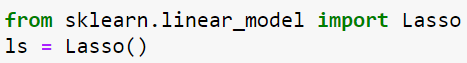 from sklearn.linear_model import Lasso
ls = Lasso()